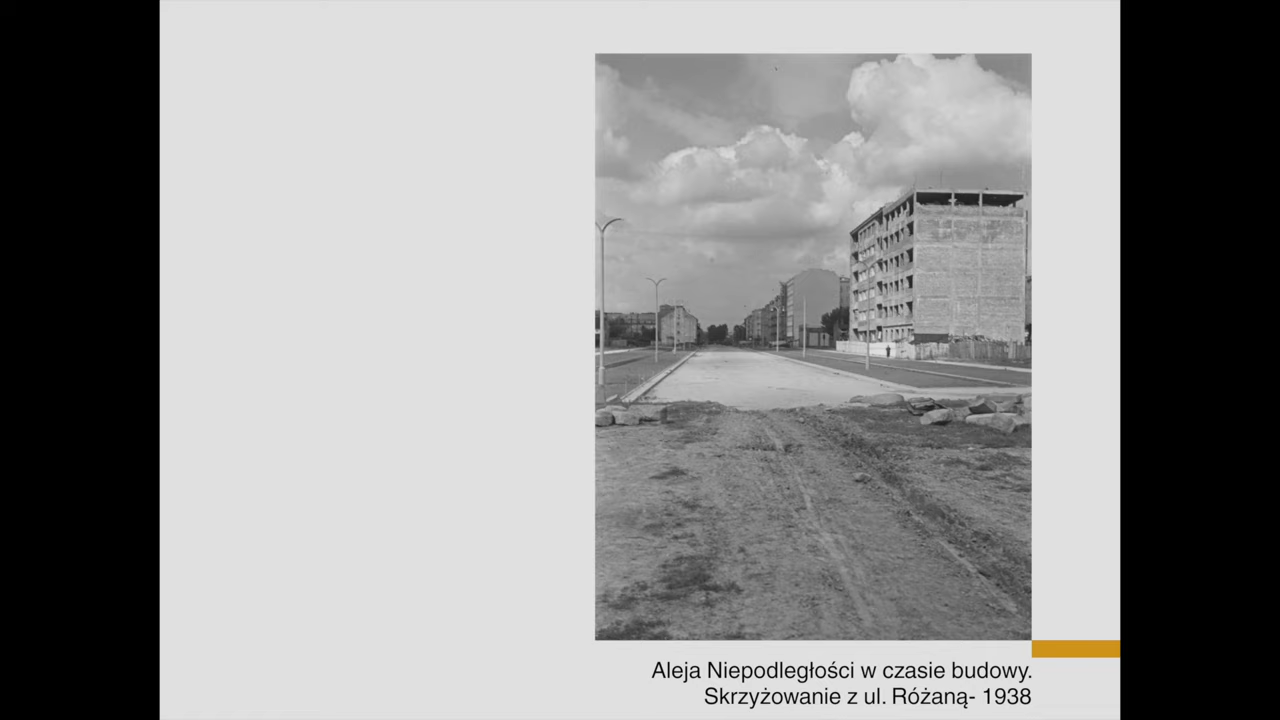 Aleja Niepodległości w czasie budowy.
Skrzyżowanie z ul. Różaną- 1938